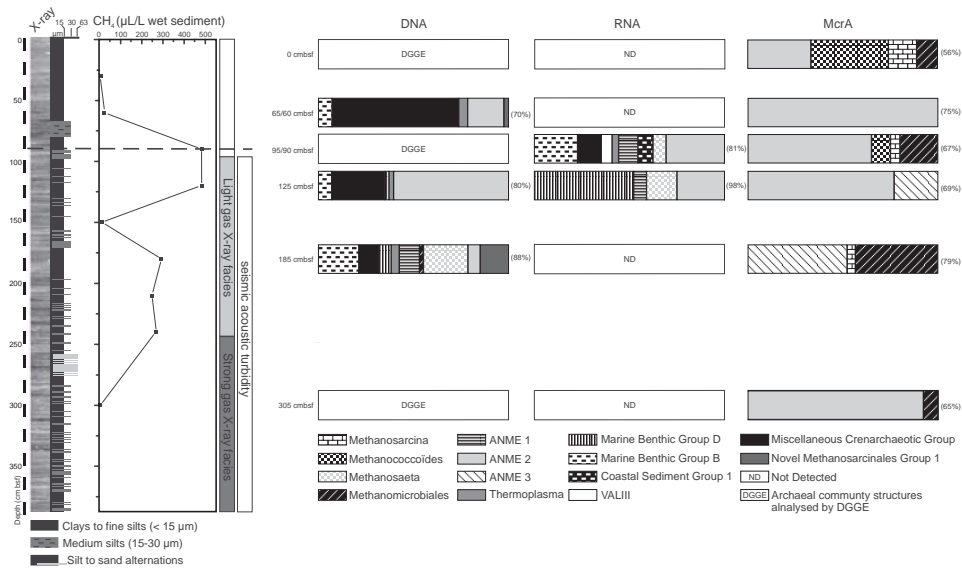 X-ray
15 30 63
µm
CH4 (µL/L wet sediment)
0 100 200 300 400 500
0
50
100
150
200
250
300
350
Depth (cm bsf)
Light gas X-ray facies
Strong gas X-ray facies
seismic acoustic turbidity
Clays to fine silts (< 15 µm)
Medium silts (15-30 µm)
Silt to sand alternations
DNA RNA McrA
0 cmbsf DGGE ND (56%)
65/60 cmbsf (70%) ND (75%)
95/90 cmbsf DGGE (81%) (67%)
125 cmbsf (80%) (98%) (69%)
185 cmbsf (88%) ND (79%)
305 cmbsf DGGE ND (65%)
Methanosarcina ANME 1 Marine Benthic Group D Miscellaneous Crenarchaeotic Group
Methanococcoïdes ANME 2 Marine Benthic Group B Novel Methanosarcinales Group 1
Methanosaeta ANME 3 Coastal Sediment Group 1 ND Not Detected
Methanomicrobiales Thermoplasma VALIII DGGE Archaeal communty structures
alnalysed by DGGE